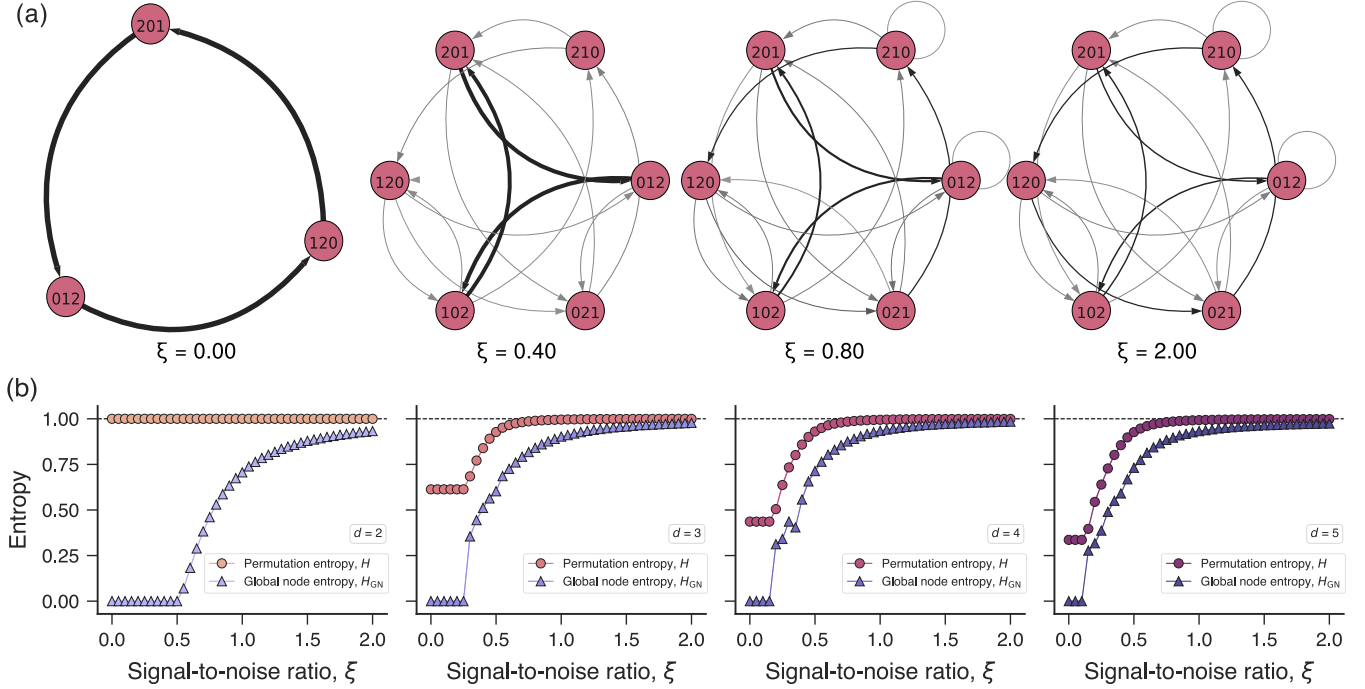 (a)
201
120
012
ξ = 0.00
201
210
120
012
102
021
ξ = 0.40
201
210
120
012
102
021
ξ = 0.80
201
210
120
012
102
021
ξ = 2.00
(b)
Entropy
1.00
0.75
0.50
0.25
0.00
d = 2
Permutation entropy, H
Global node entropy, H_GN
0.0 0.5 1.0 1.5 2.0
Signal-to-noise ratio, ξ
d = 3
Permutation entropy, H
Global node entropy, H_GN
0.0 0.5 1.0 1.5 2.0
Signal-to-noise ratio, ξ
d = 4
Permutation entropy, H
Global node entropy, H_GN
0.0 0.5 1.0 1.5 2.0
Signal-to-noise ratio, ξ
d = 5
Permutation entropy, H
Global node entropy, H_GN
0.0 0.5 1.0 1.5 2.0
Signal-to-noise ratio, ξ